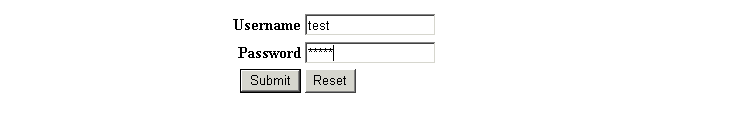 Username test
Password *****
Submit Reset